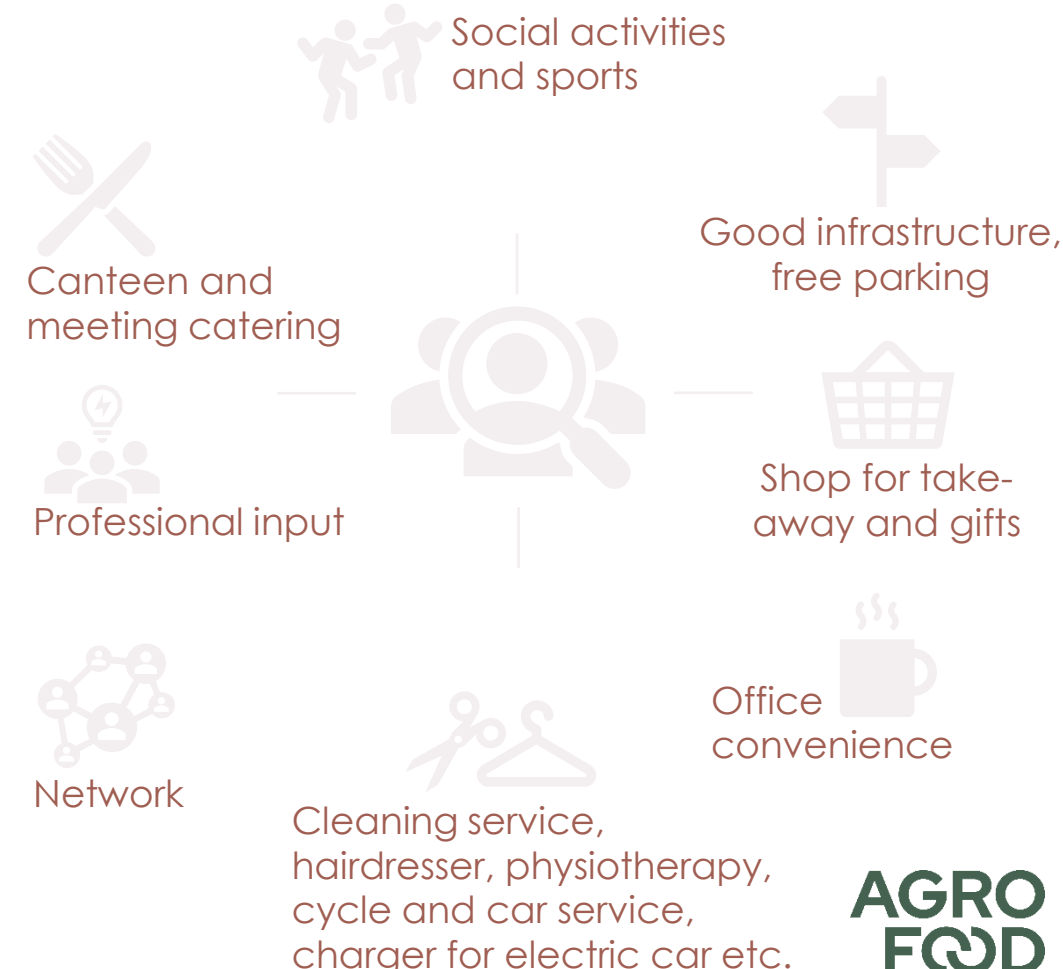 Social activities
and sports
Good infrastructure,
free parking
Canteen and
meeting catering
Shop for take-
away and gifts
Professional input
Office
convenience
Network
Cleaning service,
hairdresser, physiotherapy,
cycle and car service,
charger for electric car etc.
AGRO
FOOD